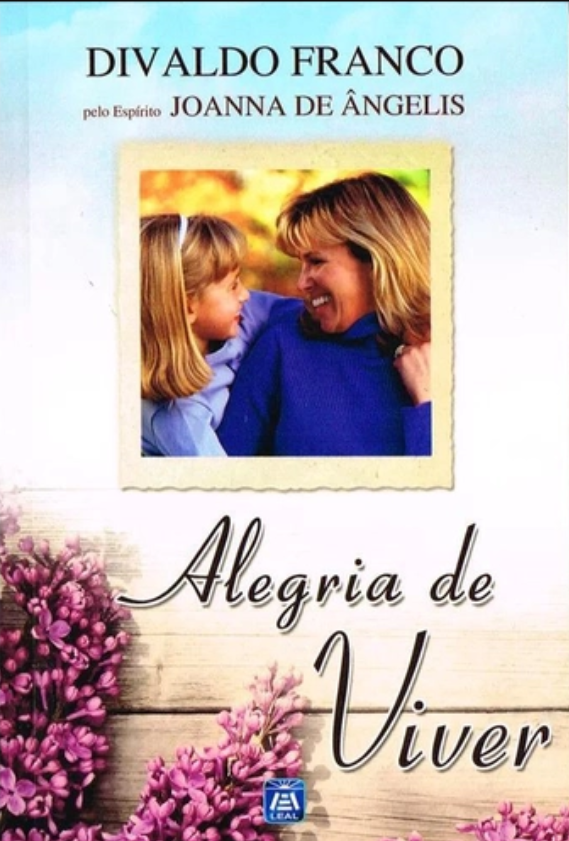 DIVALDO FRANCO
pelo Espírito JOANNA DE ÂNGELIS
Alegria de
Viver
LEAL